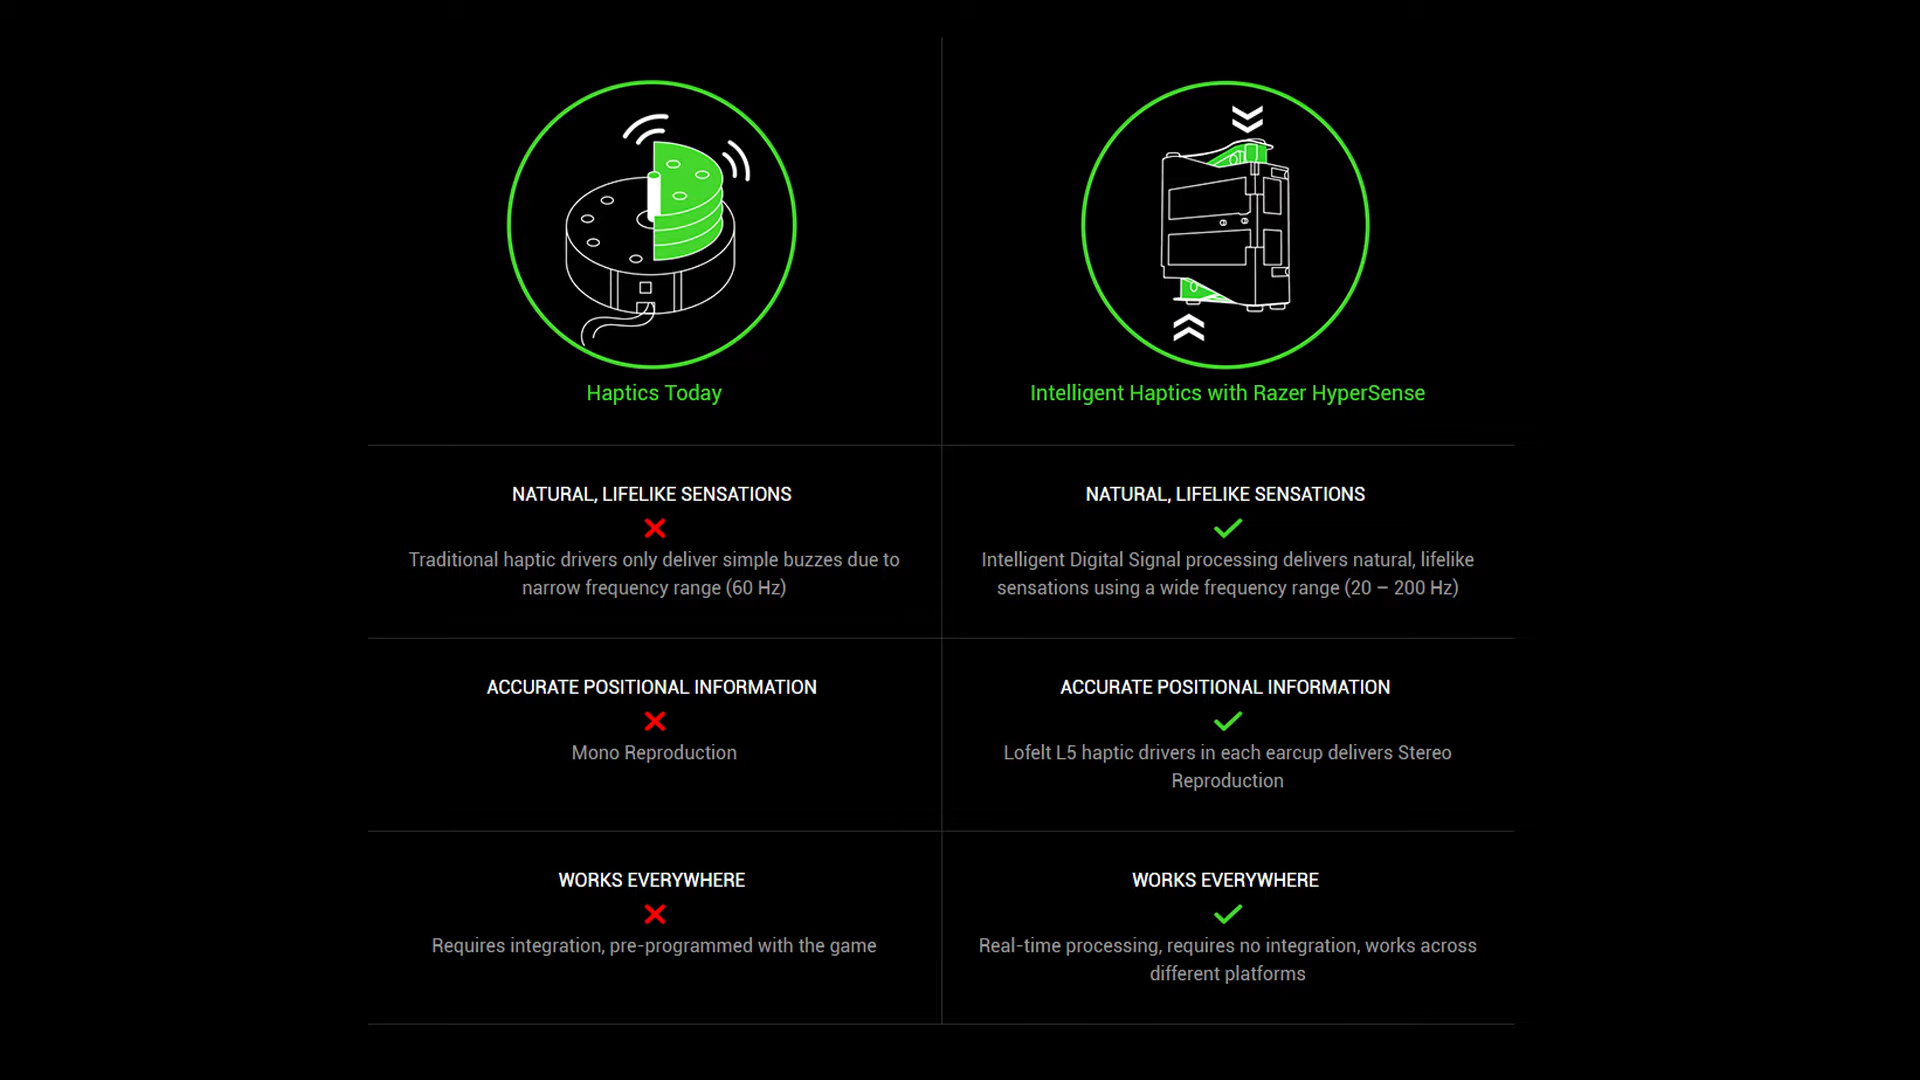 Haptics Today
Intelligent Haptics with Razer HyperSense
NATURAL, LIFELIKE SENSATIONS
Traditional haptic drivers only deliver simple buzzes due to
narrow frequency range (60 Hz)
NATURAL, LIFELIKE SENSATIONS
Intelligent Digital Signal processing delivers natural, lifelike
sensations using a wide frequency range (20 – 200 Hz)
ACCURATE POSITIONAL INFORMATION
Mono Reproduction
ACCURATE POSITIONAL INFORMATION
Lofelt L5 haptic drivers in each earcup delivers Stereo
Reproduction
WORKS EVERYWHERE
Requires integration, pre-programmed with the game
WORKS EVERYWHERE
Real-time processing, requires no integration, works across
different platforms